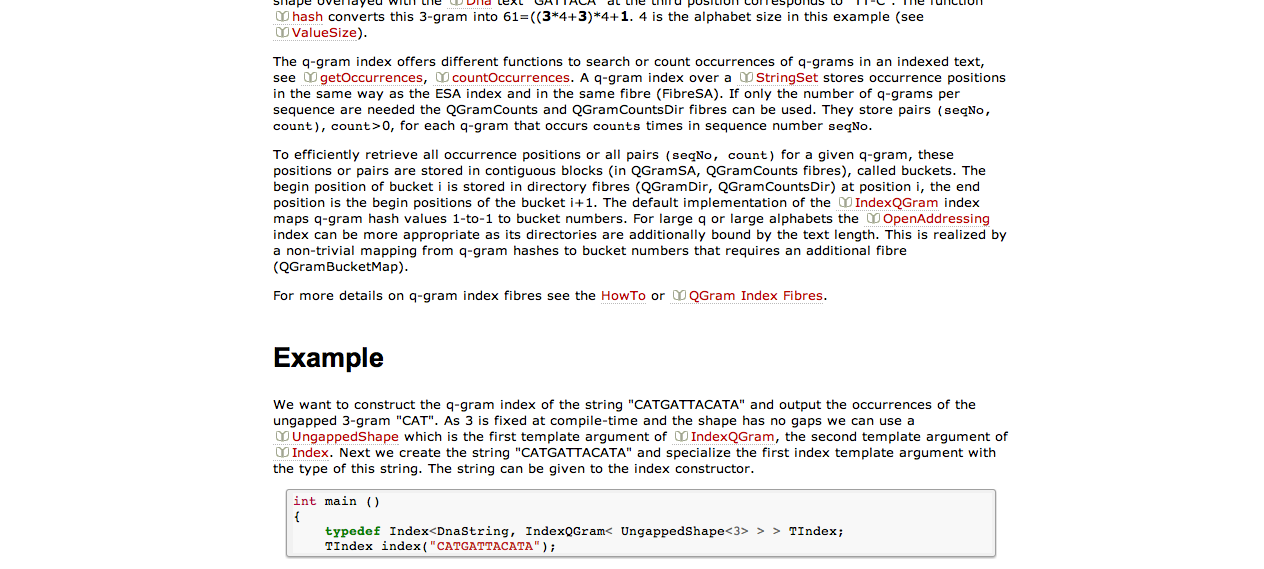 shape overlayed with the Dna text "GATTACA" at the third position corresponds to "TT-C". The function
hash converts this 3-gram into 61=((3*4+3)*4+1. 4 is the alphabet size in this example (see
ValueSize).
The q-gram index offers different functions to search or count occurrences of q-grams in an indexed text,
see getOccurrences, countOccurrences. A q-gram index over a StringSet stores occurrence positions
in the same way as the ESA index and in the same fibre (FibreSA). If only the number of q-grams per
sequence are needed the QGramCounts and QGramCountsDir fibres can be used. They store pairs (seqNo,
count), count>0, for each q-gram that occurs counts times in sequence number seqNo.
To efficiently retrieve all occurrence positions or all pairs (seqNo, count) for a given q-gram, these
positions or pairs are stored in contiguous blocks (in QGramSA, QGramCounts fibres), called buckets. The
begin position of bucket i is stored in directory fibres (QGramDir, QGramCountsDir) at position i, the end
position is the begin positions of the bucket i+1. The default implementation of the IndexQGram index
maps q-gram hash values 1-to-1 to bucket numbers. For large q or large alphabets the OpenAddressing
index can be more appropriate as its directories are additionally bound by the text length. This is realized by
a non-trivial mapping from q-gram hashes to bucket numbers that requires an additional fibre
(QGramBucketMap).
For more details on q-gram index fibres see the HowTo or QGram Index Fibres.
Example
We want to construct the q-gram index of the string "CATGATTACATA" and output the occurrences of the
ungapped 3-gram "CAT". As 3 is fixed at compile-time and the shape has no gaps we can use a
UngappedShape which is the first template argument of IndexQGram, the second template argument of
Index. Next we create the string "CATGATTACATA" and specialize the first index template argument with
the type of this string. The string can be given to the index constructor.
int main ()
{
typedef Index<DnaString, IndexQGram< UngappedShape<3> > > TIndex;
TIndex index("CATGATTACATA");